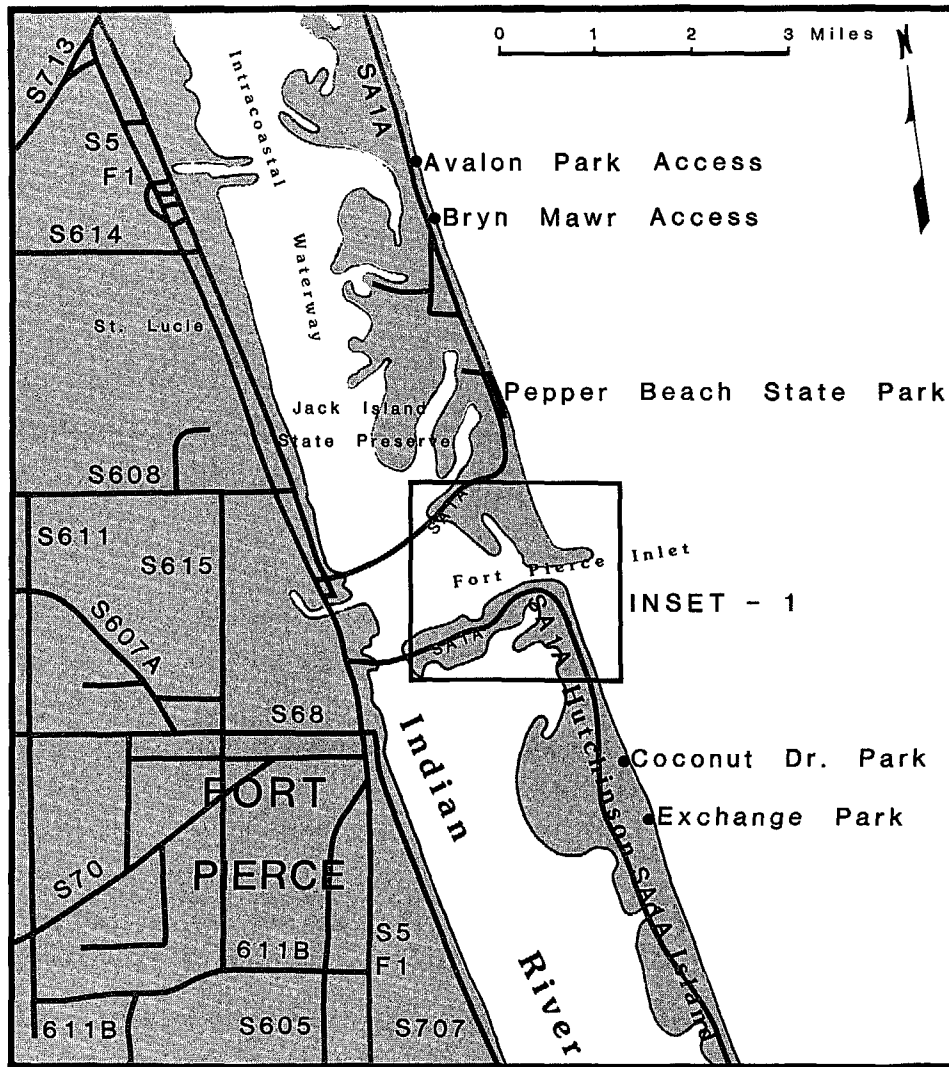 0 1 2 3 Miles
N
S713
SA1A
Intracoastal
Waterway
S5
F1
Avalon Park Access
Bryn Mawr Access
S614
St. Lucie
Pepper Beach State Park
Jack Island
State Preserve
S608
SA1A
S611
S615
Fort Pierce Inlet
INSET - 1
S607A
SA1A
SA1A
S68
Hutchinson
Island
SA1A
Indian
River
Coconut Dr. Park
Exchange Park
FORT
PIERCE
S70
611B
S5
F1
611B
S605
S707